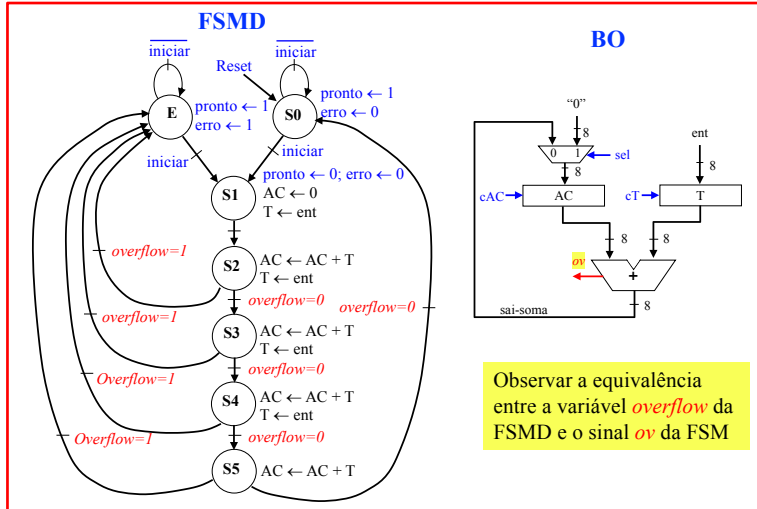 FSMD
BO
iniciar
iniciar
Reset
E
pronto ← 1
erro ← 1
S0
pronto ← 1
erro ← 0
iniciar
iniciar
pronto ← 0; erro ← 0
S1
AC ← 0
T ← ent
overflow=1
S2
AC ← AC + T
T ← ent
overflow=1
overflow=0
overflow=0
S3
AC ← AC + T
T ← ent
Overflow=1
overflow=0
S4
AC ← AC + T
T ← ent
Overflow=1
overflow=0
S5
AC ← AC + T
“0”
ent
8
8
0 1
sel
8
cAC
AC
cT
T
8
8
ov
+
sai-soma
8
Observar a equivalência
entre a variável overflow da
FSMD e o sinal ov da FSM